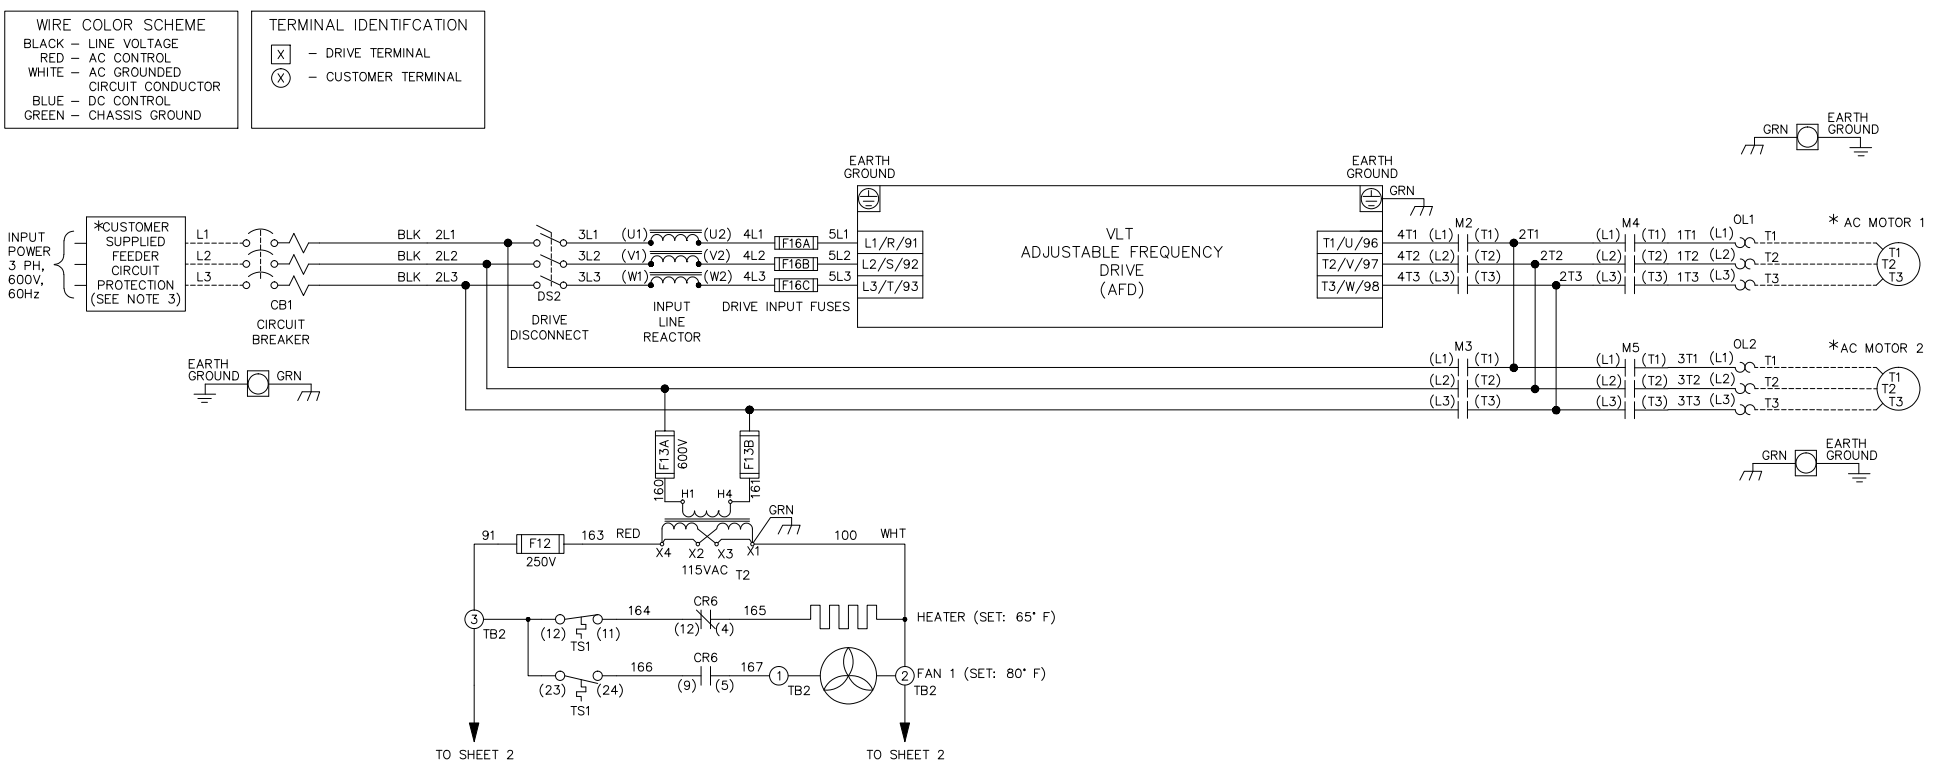 WIRE COLOR SCHEME
BLACK – LINE VOLTAGE
RED – AC CONTROL
WHITE – AC GROUNDED
CIRCUIT CONDUCTOR
BLUE – DC CONTROL
GREEN – CHASSIS GROUND
TERMINAL IDENTIFCATION
X – DRIVE TERMINAL
X – CUSTOMER TERMINAL
INPUT
POWER
3 PH,
600V,
60Hz
*CUSTOMER
SUPPLIED
FEEDER
CIRCUIT
PROTECTION
(SEE NOTE 3)
L1
L2
L3
CB1
CIRCUIT
BREAKER
EARTH
GROUND
GRN
BLK 2L1
BLK 2L2
BLK 2L3
DS2
DRIVE
DISCONNECT
3L1
3L2
3L3
(U1) (U2)
(V1) (V2)
(W1) (W2)
INPUT
LINE
REACTOR
4L1 F16A 5L1
4L2 F16B 5L2
4L3 F16C 5L3
DRIVE INPUT FUSES
EARTH
GROUND
L1/R/91
L2/S/92
L3/T/93
VLT
ADJUSTABLE FREQUENCY
DRIVE
(AFD)
EARTH
GROUND
GRN
T1/U/96
T2/V/97
T3/W/98
M2
4T1 (L1) (T1) 2T1
4T2 (L2) (T2) 2T2
4T3 (L3) (T3) 2T3
M4
(L1) (T1) 1T1 (L1)
(L2) (T2) 1T2 (L2)
(L3) (T3) 1T3 (L3)
OL1
T1
T2
T3
* AC MOTOR 1
T1
T2
T3
GRN
EARTH
GROUND
M3
(L1) (T1)
(L2) (T2)
(L3) (T3)
M5
(L1) (T1) 3T1 (L1)
(L2) (T2) 3T2 (L2)
(L3) (T3) 3T3 (L3)
OL2
T1
T2
T3
*AC MOTOR 2
T1
T2
T3
GRN
EARTH
GROUND
F13A
600V
F13B
160
161
H1 H4
GRN
91 F12 163 RED
250V
X4 X2 X3 X1
115VAC T2
100 WHT
3
TB2
(12) (11)
TS1
164
CR6
(12) (4)
165
HEATER (SET: 65° F)
(23) (24)
TS1
166
CR6
(9) (5)
167
1
TB2
2
TB2
FAN 1 (SET: 80° F)
TO SHEET 2
TO SHEET 2